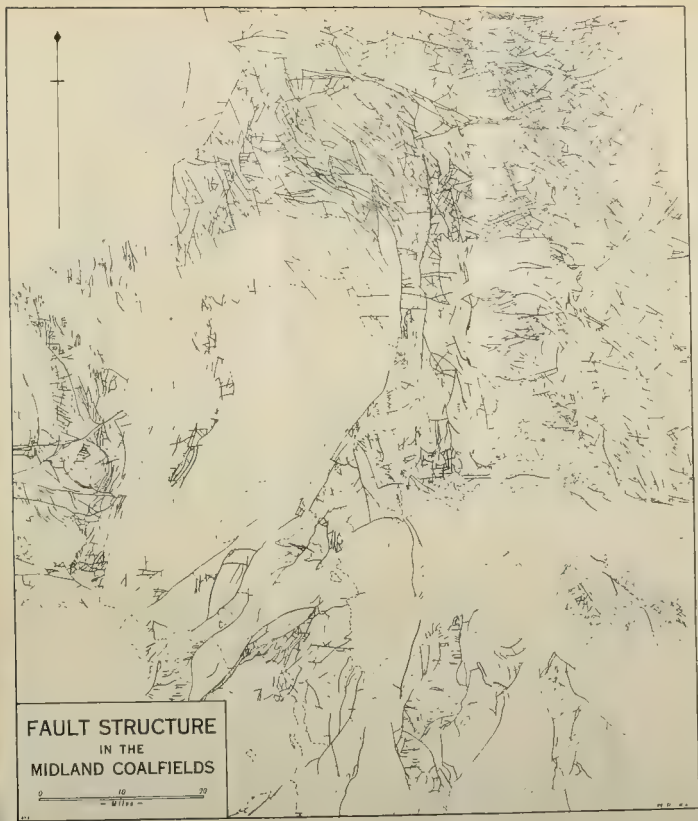 FAULT STRUCTURE
IN THE
MIDLAND COALFIELDS
0 10 20
— Miles —